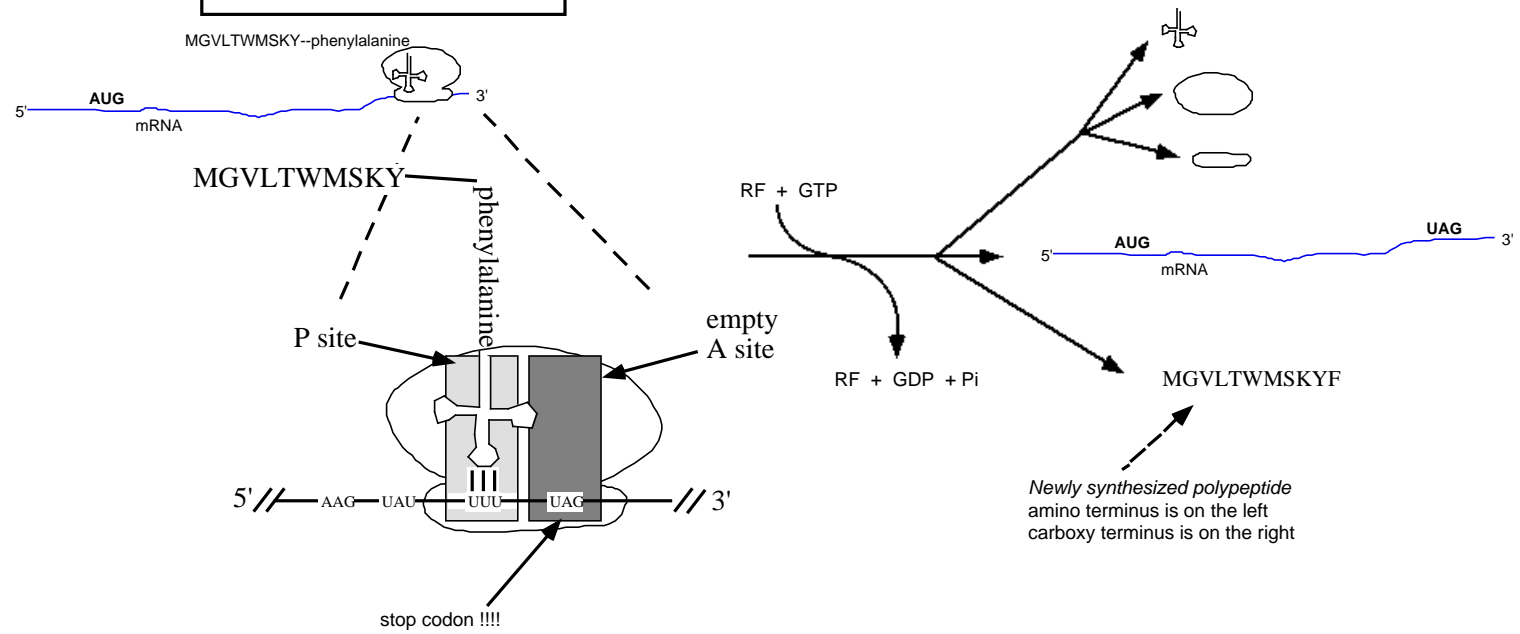 MGVLTWMSKY--phenylalanine
5'
AUG
mRNA
3'
MGVLTWMSKY
phenylalanine
P site
empty
A site
5'
AAG
UAU
UUU
UAG
3'
stop codon !!!!
RF + GTP
RF + GDP + Pi
5'
AUG
mRNA
UAG
3'
MGVLTWMSKYF
Newly synthesized polypeptide
amino terminus is on the left
carboxy terminus is on the right